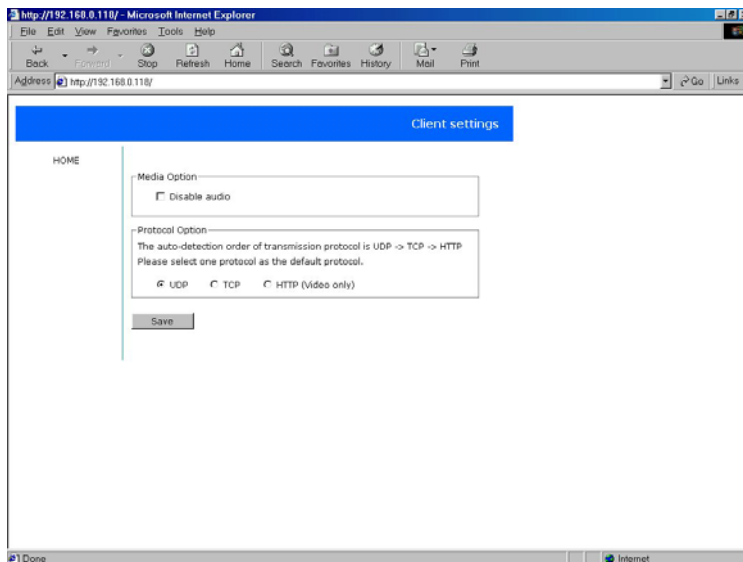 http://192.168.0.118/ - Microsoft Internet Explorer
File Edit View Favorites Tools Help
Back Forward Stop Refresh Home Search Favorites History Mail Print
Address http://192.168.0.118/ Go Links
Client settings
HOME
Media Option
Disable audio
Protocol Option
The auto-detection order of transmission protocol is UDP -> TCP -> HTTP
Please select one protocol as the default protocol.
UDP TCP HTTP (Video only)
Save
Done Internet